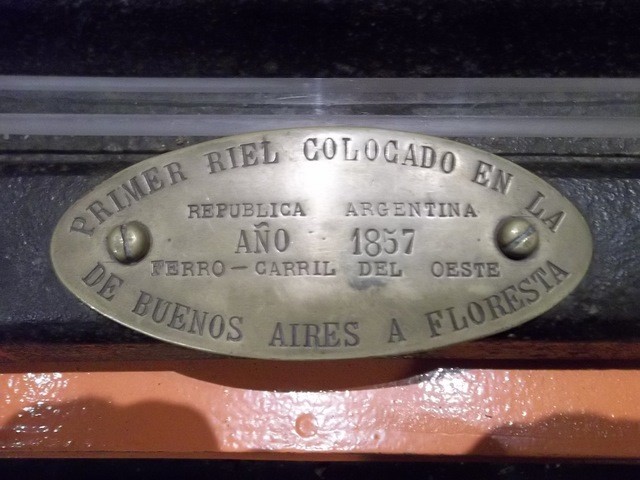 PRIMER RIEL COLOCADO EN LA
REPUBLICA ARGENTINA
AÑO 1857
FERRO-CARRIL DEL OESTE
DE BUENOS AIRES A FLORESTA